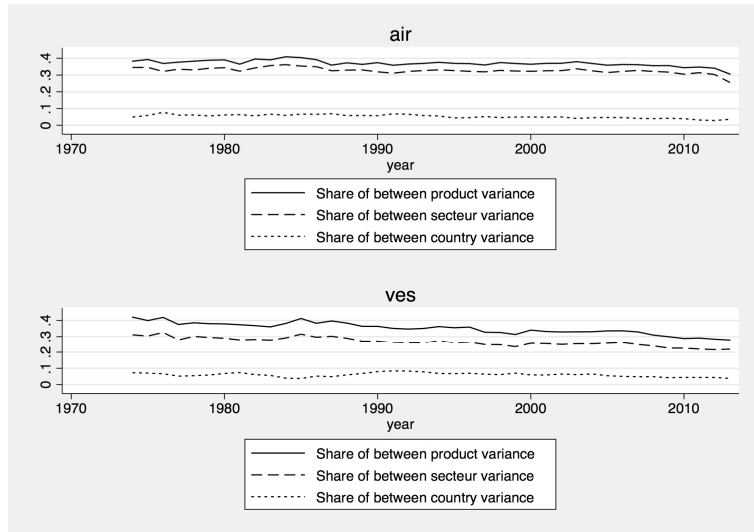 air
.4
.3
.2
.1
0
1970 1980 1990 2000 2010
year
Share of between product variance
Share of between secteur variance
Share of between country variance
ves
.4
.3
.2
.1
0
1970 1980 1990 2000 2010
year
Share of between product variance
Share of between secteur variance
Share of between country variance